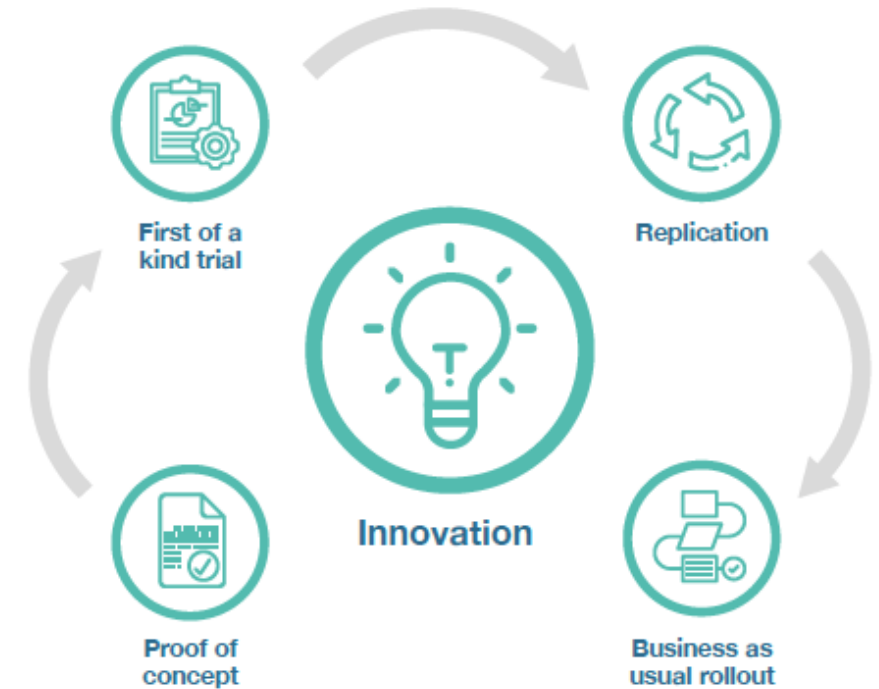 First of a
kind trial
Replication
Innovation
Proof of
concept
Business as
usual rollout